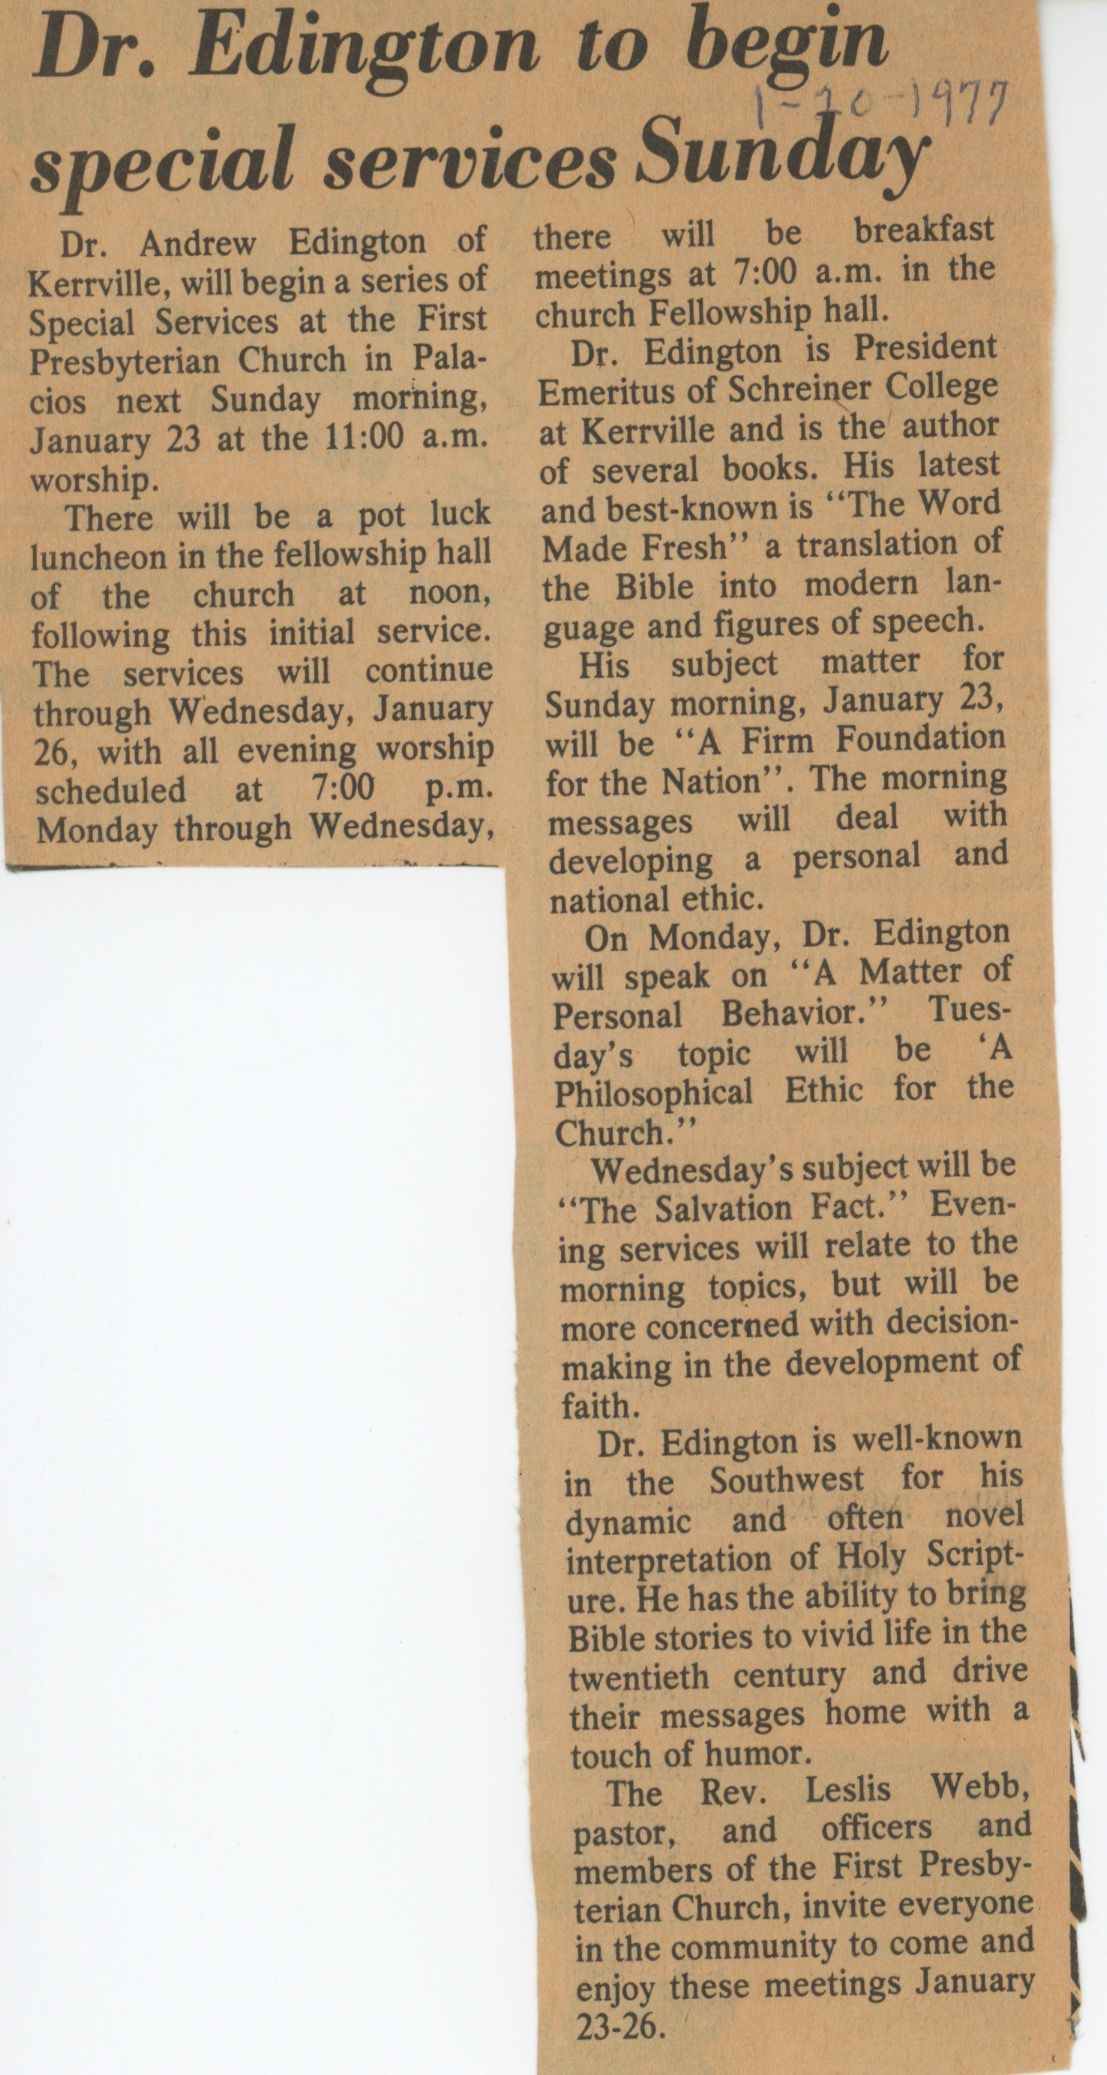 Dr. Edington to begin
1-20-1977
special services Sunday
Dr. Andrew Edington of
Kerrville, will begin a series of
Special Services at the First
Presbyterian Church in Pala-
cios next Sunday morning,
January 23 at the 11:00 a.m.
worship.
There will be a pot luck
luncheon in the fellowship hall
of the church at noon,
following this initial service.
The services will continue
through Wednesday, January
26, with all evening worship
scheduled at 7:00 p.m.
Monday through Wednesday,
there will be breakfast
meetings at 7:00 a.m. in the
church Fellowship hall.
Dr. Edington is President
Emeritus of Schreiner College
at Kerrville and is the author
of several books. His latest
and best-known is “The Word
Made Fresh” a translation of
the Bible into modern lan-
guage and figures of speech.
His subject matter for
Sunday morning, January 23,
will be “A Firm Foundation
for the Nation”. The morning
messages will deal with
developing a personal and
national ethic.
On Monday, Dr. Edington
will speak on “A Matter of
Personal Behavior.” Tues-
day’s topic will be ‘A
Philosophical Ethic for the
Church.”
Wednesday’s subject will be
“The Salvation Fact.” Even-
ing services will relate to the
morning topics, but will be
more concerned with decision-
making in the development of
faith.
Dr. Edington is well-known
in the Southwest for his
dynamic and often novel
interpretation of Holy Script-
ure. He has the ability to bring
Bible stories to vivid life in the
twentieth century and drive
their messages home with a
touch of humor.
The Rev. Leslis Webb,
pastor, and officers and
members of the First Presby-
terian Church, invite everyone
in the community to come and
enjoy these meetings January
23-26.